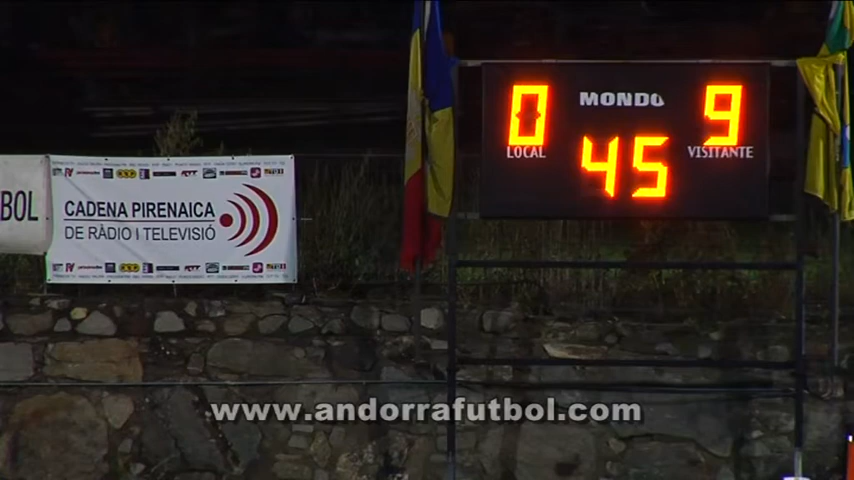 0 MONDO 9
LOCAL VISITANTE
45
BOL
CADENA PIRENAICA
DE RÀDIO I TELEVISIÓ
www.andorrafutbol.com